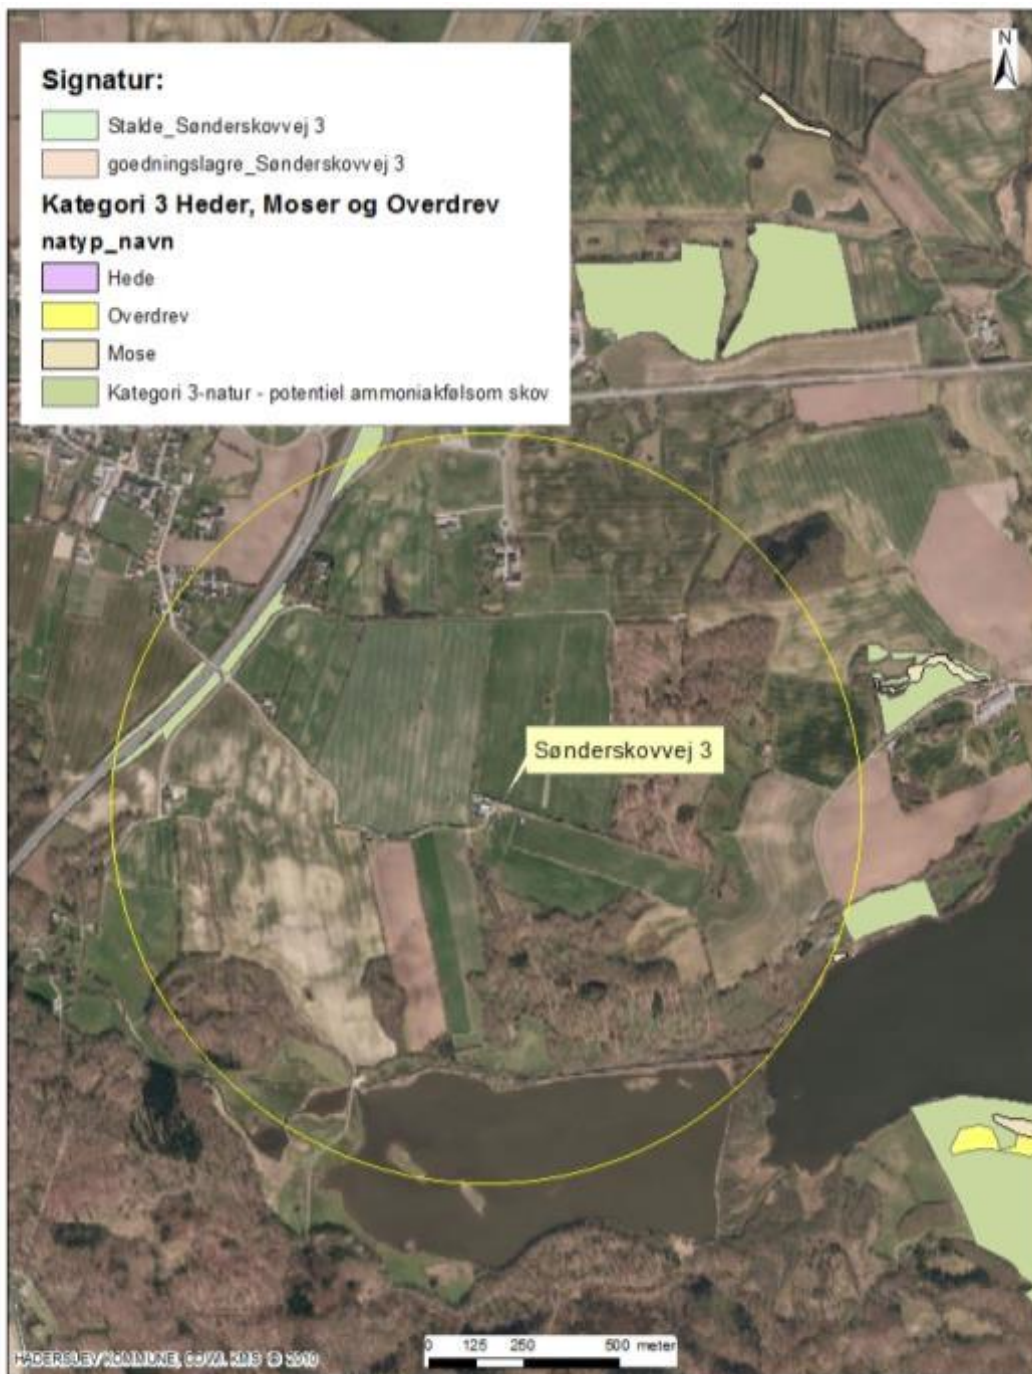 Signatur:
Stalde_Sønderskovvej 3
goedningslagre_Sønderskovvej 3
Kategori 3 Heder, Moser og Overdrev
natyp_navn
Hede
Overdrev
Mose
Kategori 3-natur - potentiel ammoniakfølsom skov
N
Sønderskovvej 3
0 125 250 500 meter
HADERSLEV KOMMUNE, COWI. KMS © 2010